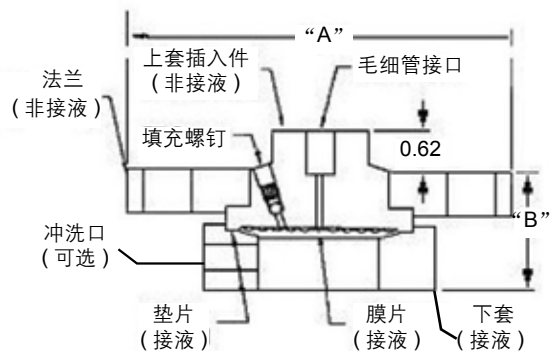 “A”
上套插入件
(非接液)
毛细管接口
法兰
(非接液)
填充螺钉
0.62
“B”
冲洗口
(可选)
垫片
(接液)
膜片
(接液)
下套
(接液)